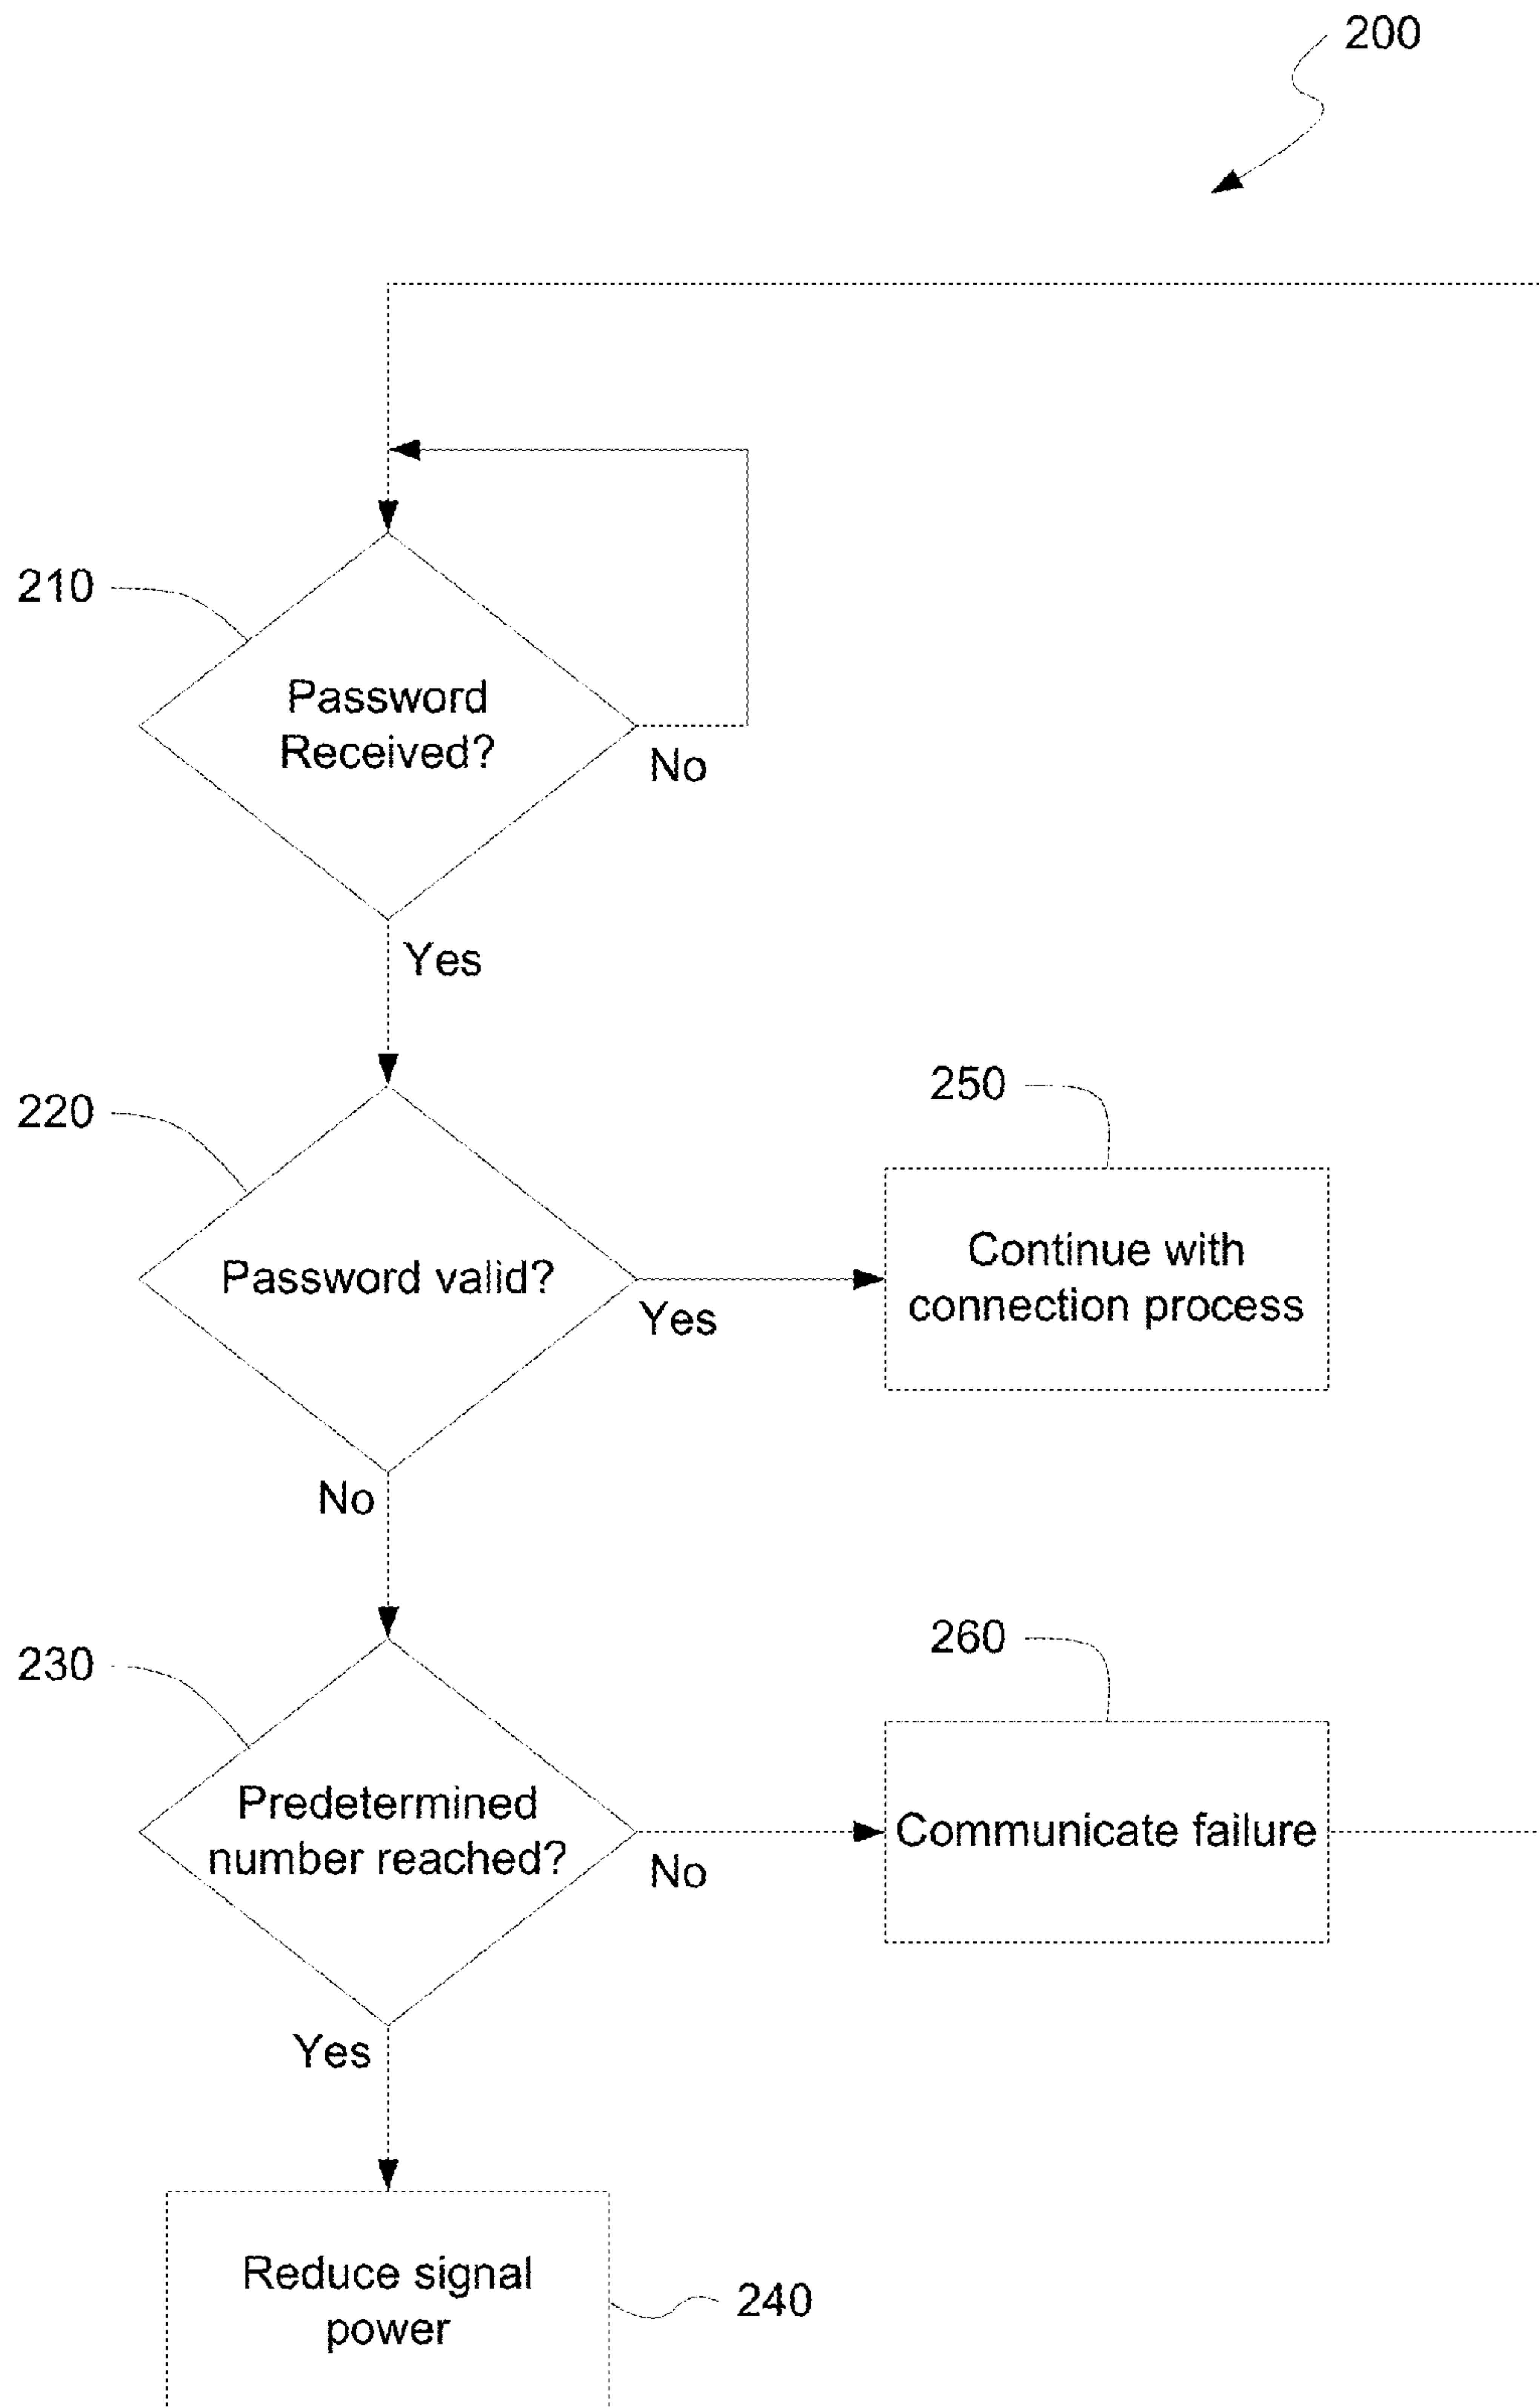 200
210
Password
Received?
No
Yes
220
250
Password valid?
Yes
Continue with
connection process
No
230
260
Predetermined
number reached?
No
Communicate failure
Yes
Reduce signal
power
240